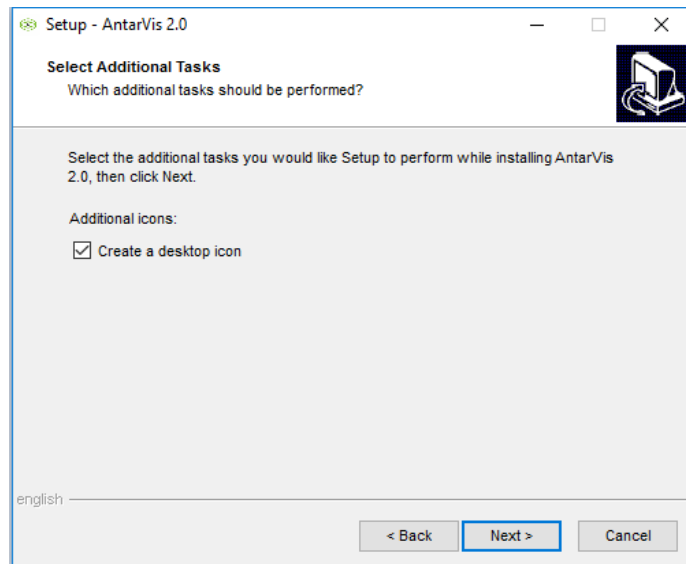 Setup - AntarVis 2.0
Select Additional Tasks
Which additional tasks should be performed?
Select the additional tasks you would like Setup to perform while installing AntarVis
2.0, then click Next.
Additional icons:
Create a desktop icon
english
< Back
Next >
Cancel